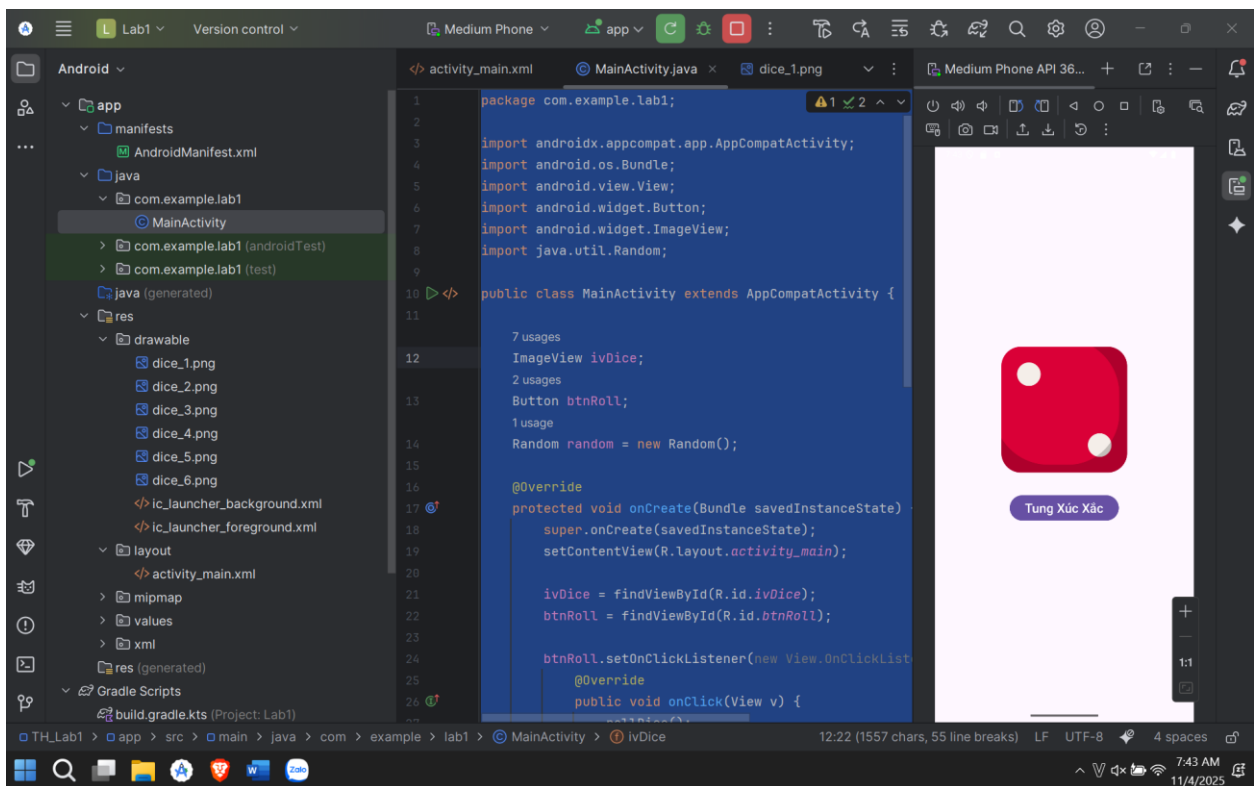 L Lab1 Version control Medium Phone app
Android
app
manifests
AndroidManifest.xml
java
com.example.lab1
MainActivity
com.example.lab1 (androidTest)
com.example.lab1 (test)
java (generated)
res
drawable
dice_1.png
dice_2.png
dice_3.png
dice_4.png
dice_5.png
dice_6.png
ic_launcher_background.xml
ic_launcher_foreground.xml
layout
activity_main.xml
mipmap
values
xml
res (generated)
Gradle Scripts
build.gradle.kts (Project: Lab1)
activity_main.xml MainActivity.java dice_1.png
1 package com.example.lab1; 1 2
2
3 import androidx.appcompat.app.AppCompatActivity;
4 import android.os.Bundle;
5 import android.view.View;
6 import android.widget.Button;
7 import android.widget.ImageView;
8 import java.util.Random;
9
10 public class MainActivity extends AppCompatActivity {
11
7 usages
12 ImageView ivDice;
2 usages
13 Button btnRoll;
1 usage
14 Random random = new Random();
15
16 @Override
17 protected void onCreate(Bundle savedInstanceState)
18 super.onCreate(savedInstanceState);
19 setContentView(R.layout.activity_main);
20
21 ivDice = findViewById(R.id.ivDice);
22 btnRoll = findViewById(R.id.btnRoll);
23
24 btnRoll.setOnClickListener(new View.OnClickList
25 @Override
26 public void onClick(View v) {
Medium Phone API 36...
Tung Xúc Xắc
1:1
TH_Lab1 > app > src > main > java > com > example > lab1 > MainActivity > ivDice 12:22 (1557 chars, 55 line breaks) LF UTF-8 4 spaces
W Zalo
7:43 AM
11/4/2025